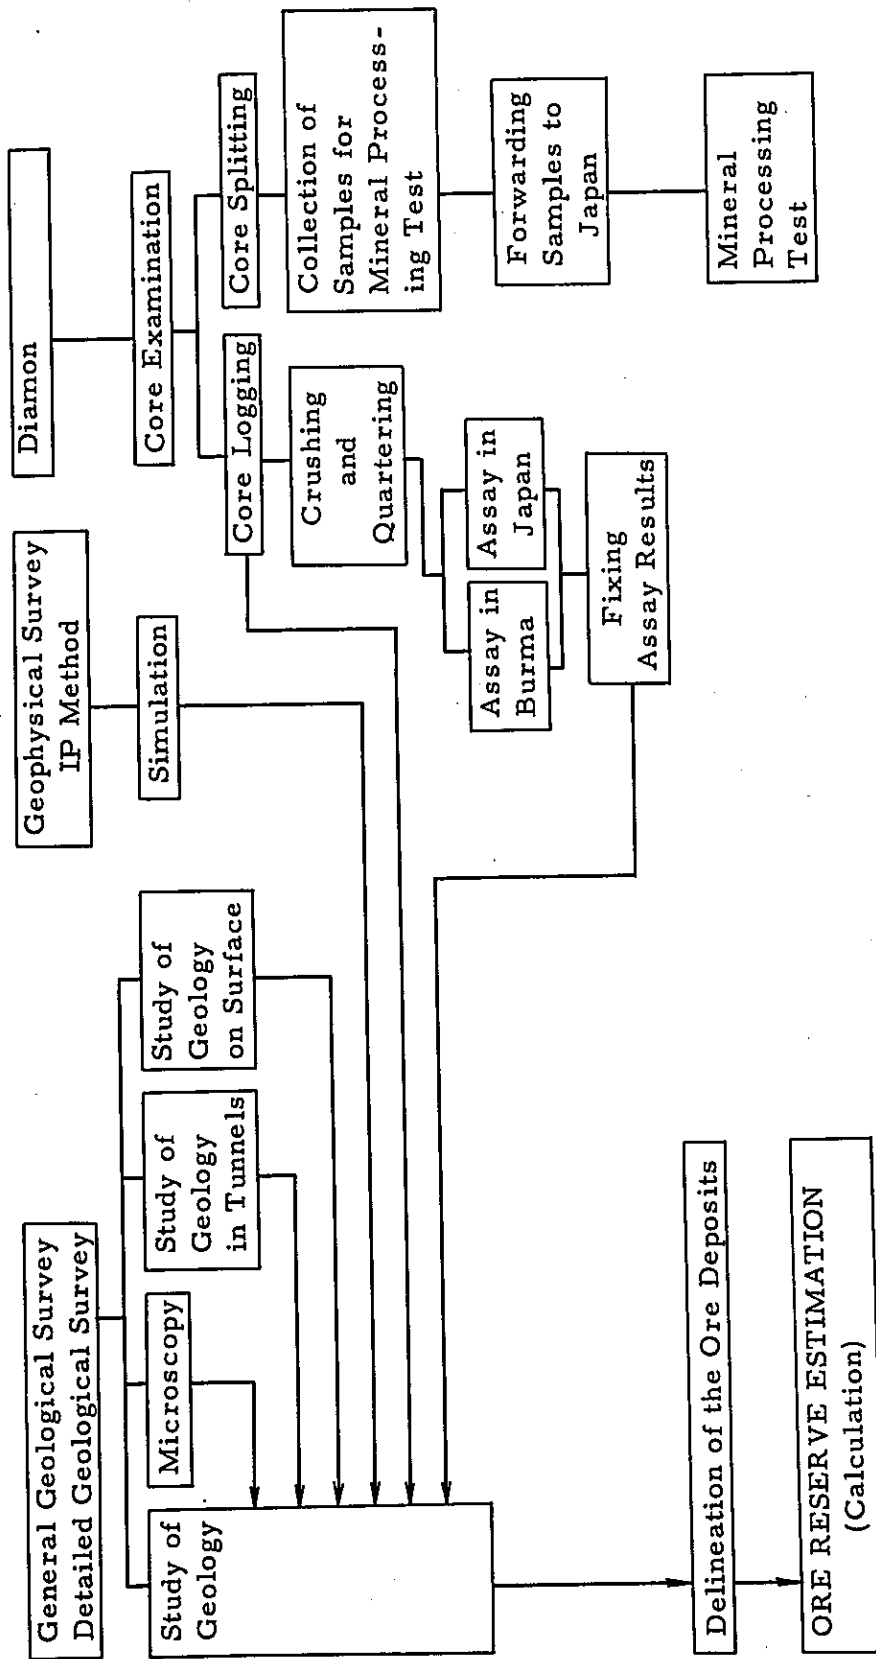 General Geological Survey
Detailed Geological Survey
Study of
Geology
Microscopy
Study of
Geology
in Tunnels
Study of
Geology
on Surface
Geophysical Survey
IP Method
Simulation
Diamon
Core Examination
Core Logging
Core Splitting
Crushing
and
Quartering
Collection of
Samples for
Mineral Process-
ing Test
Assay in
Burma
Assay in
Japan
Forwarding
Samples to
Japan
Fixing
Assay Results
Mineral
Processing
Test
Delineation of the Ore Deposits
ORE RESERVE ESTIMATION
(Calculation)